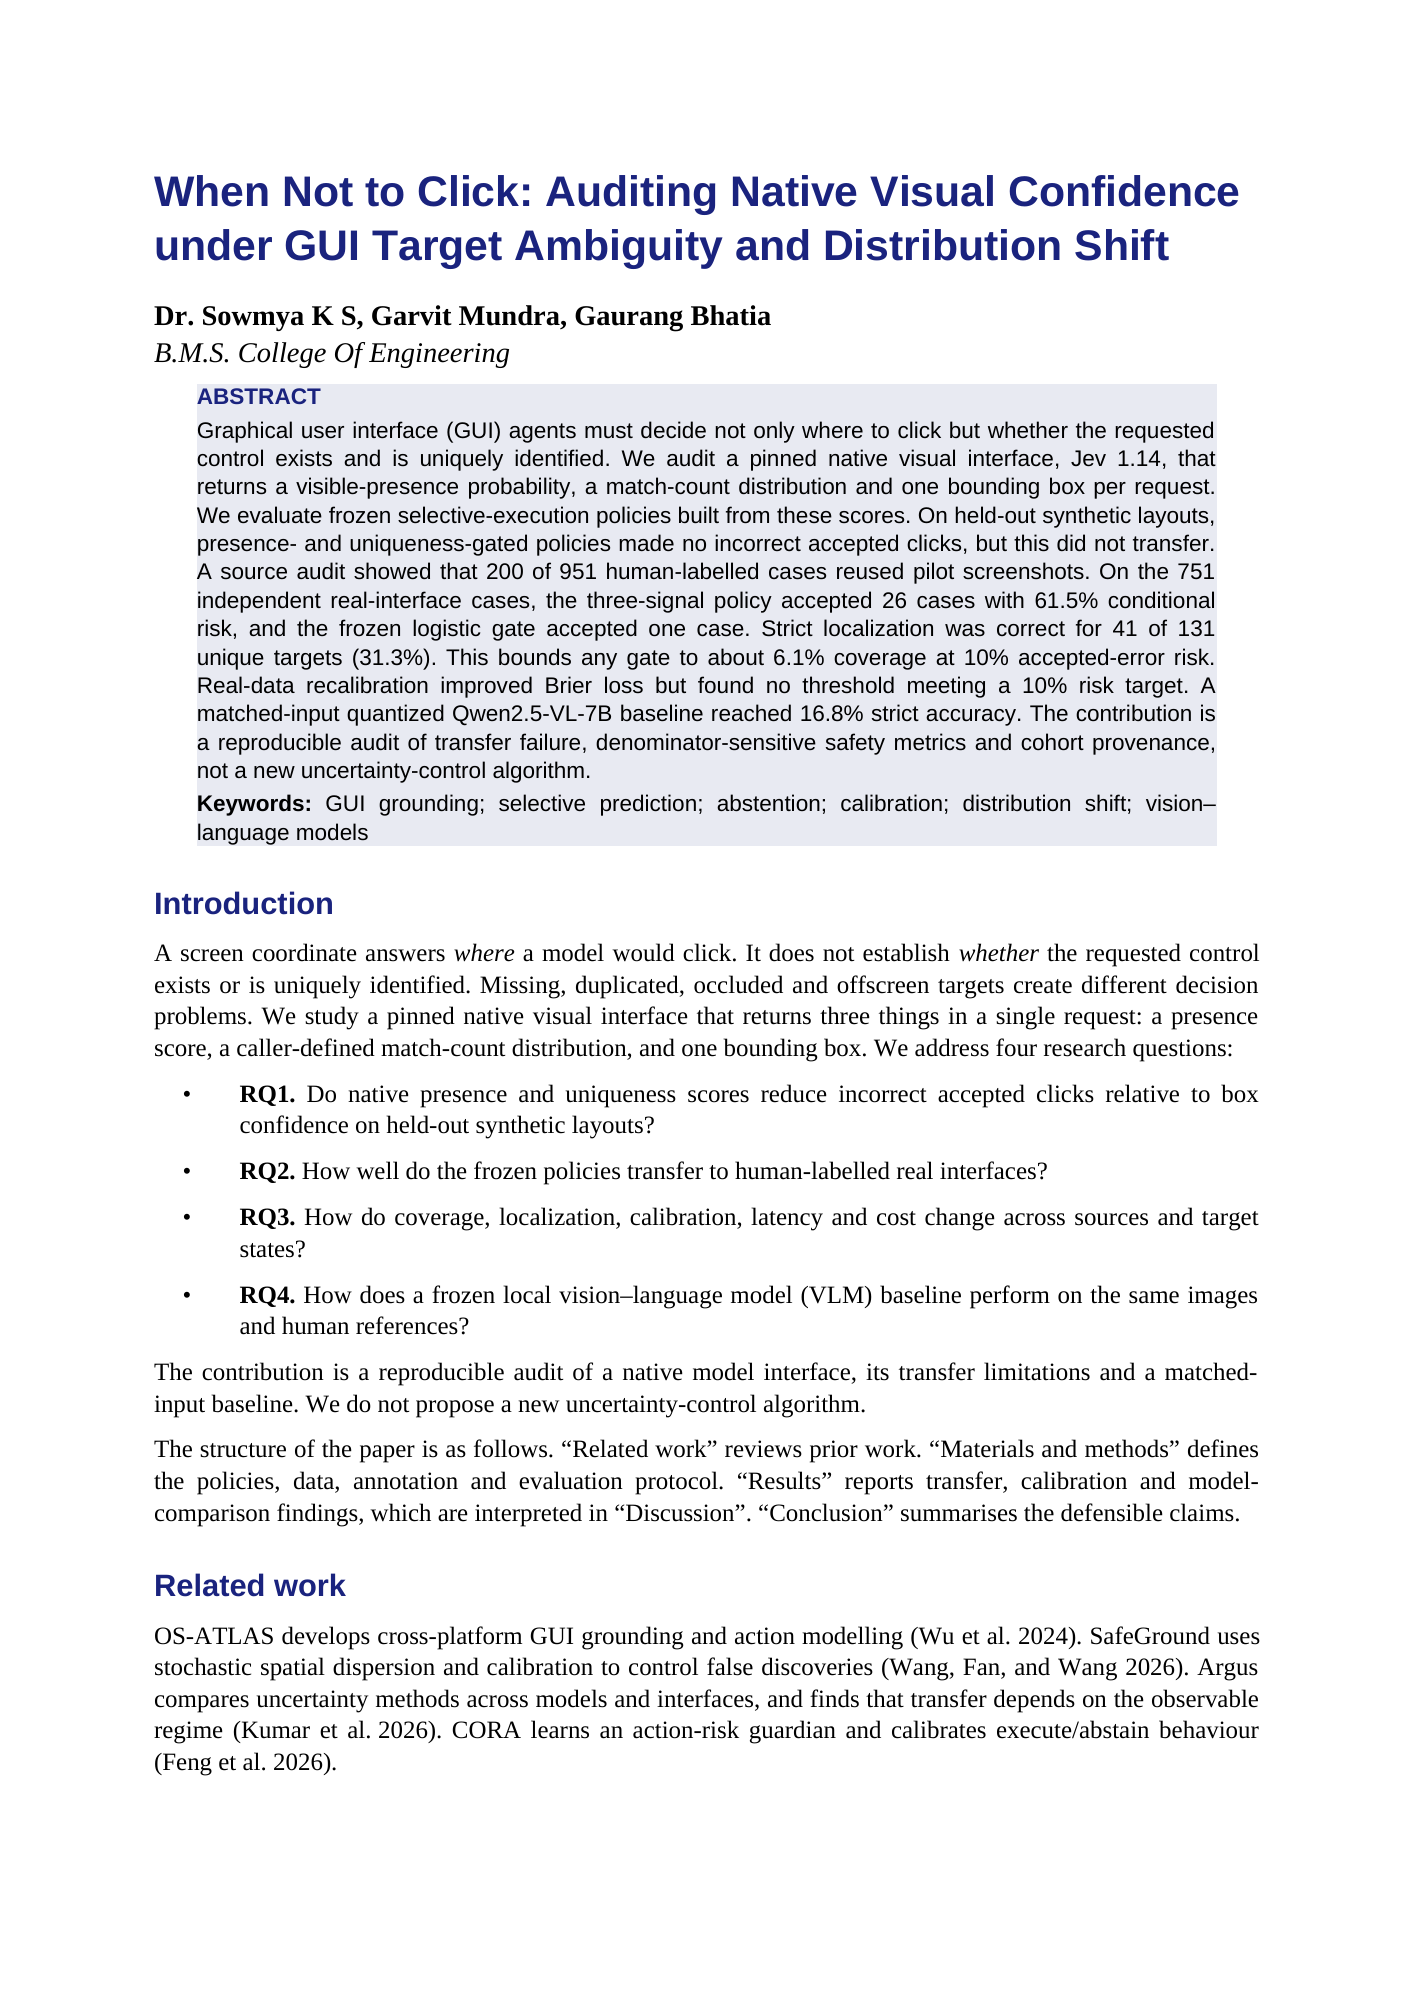 When Not to Click: Auditing Native Visual Confidence
under GUI Target Ambiguity and Distribution Shift
Dr. Sowmya K S, Garvit Mundra, Gaurang Bhatia
B.M.S. College Of Engineering
ABSTRACT
Graphical user interface (GUI) agents must decide not only where to click but whether the requested
control exists and is uniquely identified. We audit a pinned native visual interface, Jev 1.14, that
returns a visible-presence probability, a match-count distribution and one bounding box per request.
We evaluate frozen selective-execution policies built from these scores. On held-out synthetic layouts,
presence- and uniqueness-gated policies made no incorrect accepted clicks, but this did not transfer.
A source audit showed that 200 of 951 human-labelled cases reused pilot screenshots. On the 751
independent real-interface cases, the three-signal policy accepted 26 cases with 61.5% conditional
risk, and the frozen logistic gate accepted one case. Strict localization was correct for 41 of 131
unique targets (31.3%). This bounds any gate to about 6.1% coverage at 10% accepted-error risk.
Real-data recalibration improved Brier loss but found no threshold meeting a 10% risk target. A
matched-input quantized Qwen2.5-VL-7B baseline reached 16.8% strict accuracy. The contribution is
a reproducible audit of transfer failure, denominator-sensitive safety metrics and cohort provenance,
not a new uncertainty-control algorithm.
Keywords: GUI grounding; selective prediction; abstention; calibration; distribution shift; vision–
language models
Introduction
A screen coordinate answers where a model would click. It does not establish whether the requested control
exists or is uniquely identified. Missing, duplicated, occluded and offscreen targets create different decision
problems. We study a pinned native visual interface that returns three things in a single request: a presence
score, a caller-defined match-count distribution, and one bounding box. We address four research questions:
• RQ1. Do native presence and uniqueness scores reduce incorrect accepted clicks relative to box
confidence on held-out synthetic layouts?
• RQ2. How well do the frozen policies transfer to human-labelled real interfaces?
• RQ3. How do coverage, localization, calibration, latency and cost change across sources and target
states?
• RQ4. How does a frozen local vision–language model (VLM) baseline perform on the same images
and human references?
The contribution is a reproducible audit of a native model interface, its transfer limitations and a matched-
input baseline. We do not propose a new uncertainty-control algorithm.
The structure of the paper is as follows. “Related work” reviews prior work. “Materials and methods” defines
the policies, data, annotation and evaluation protocol. “Results” reports transfer, calibration and model-
comparison findings, which are interpreted in “Discussion”. “Conclusion” summarises the defensible claims.
Related work
OS-ATLAS develops cross-platform GUI grounding and action modelling (Wu et al. 2024). SafeGround uses
stochastic spatial dispersion and calibration to control false discoveries (Wang, Fan, and Wang 2026). Argus
compares uncertainty methods across models and interfaces, and finds that transfer depends on the observable
regime (Kumar et al. 2026). CORA learns an action-risk guardian and calibrates execute/abstain behaviour
(Feng et al. 2026).